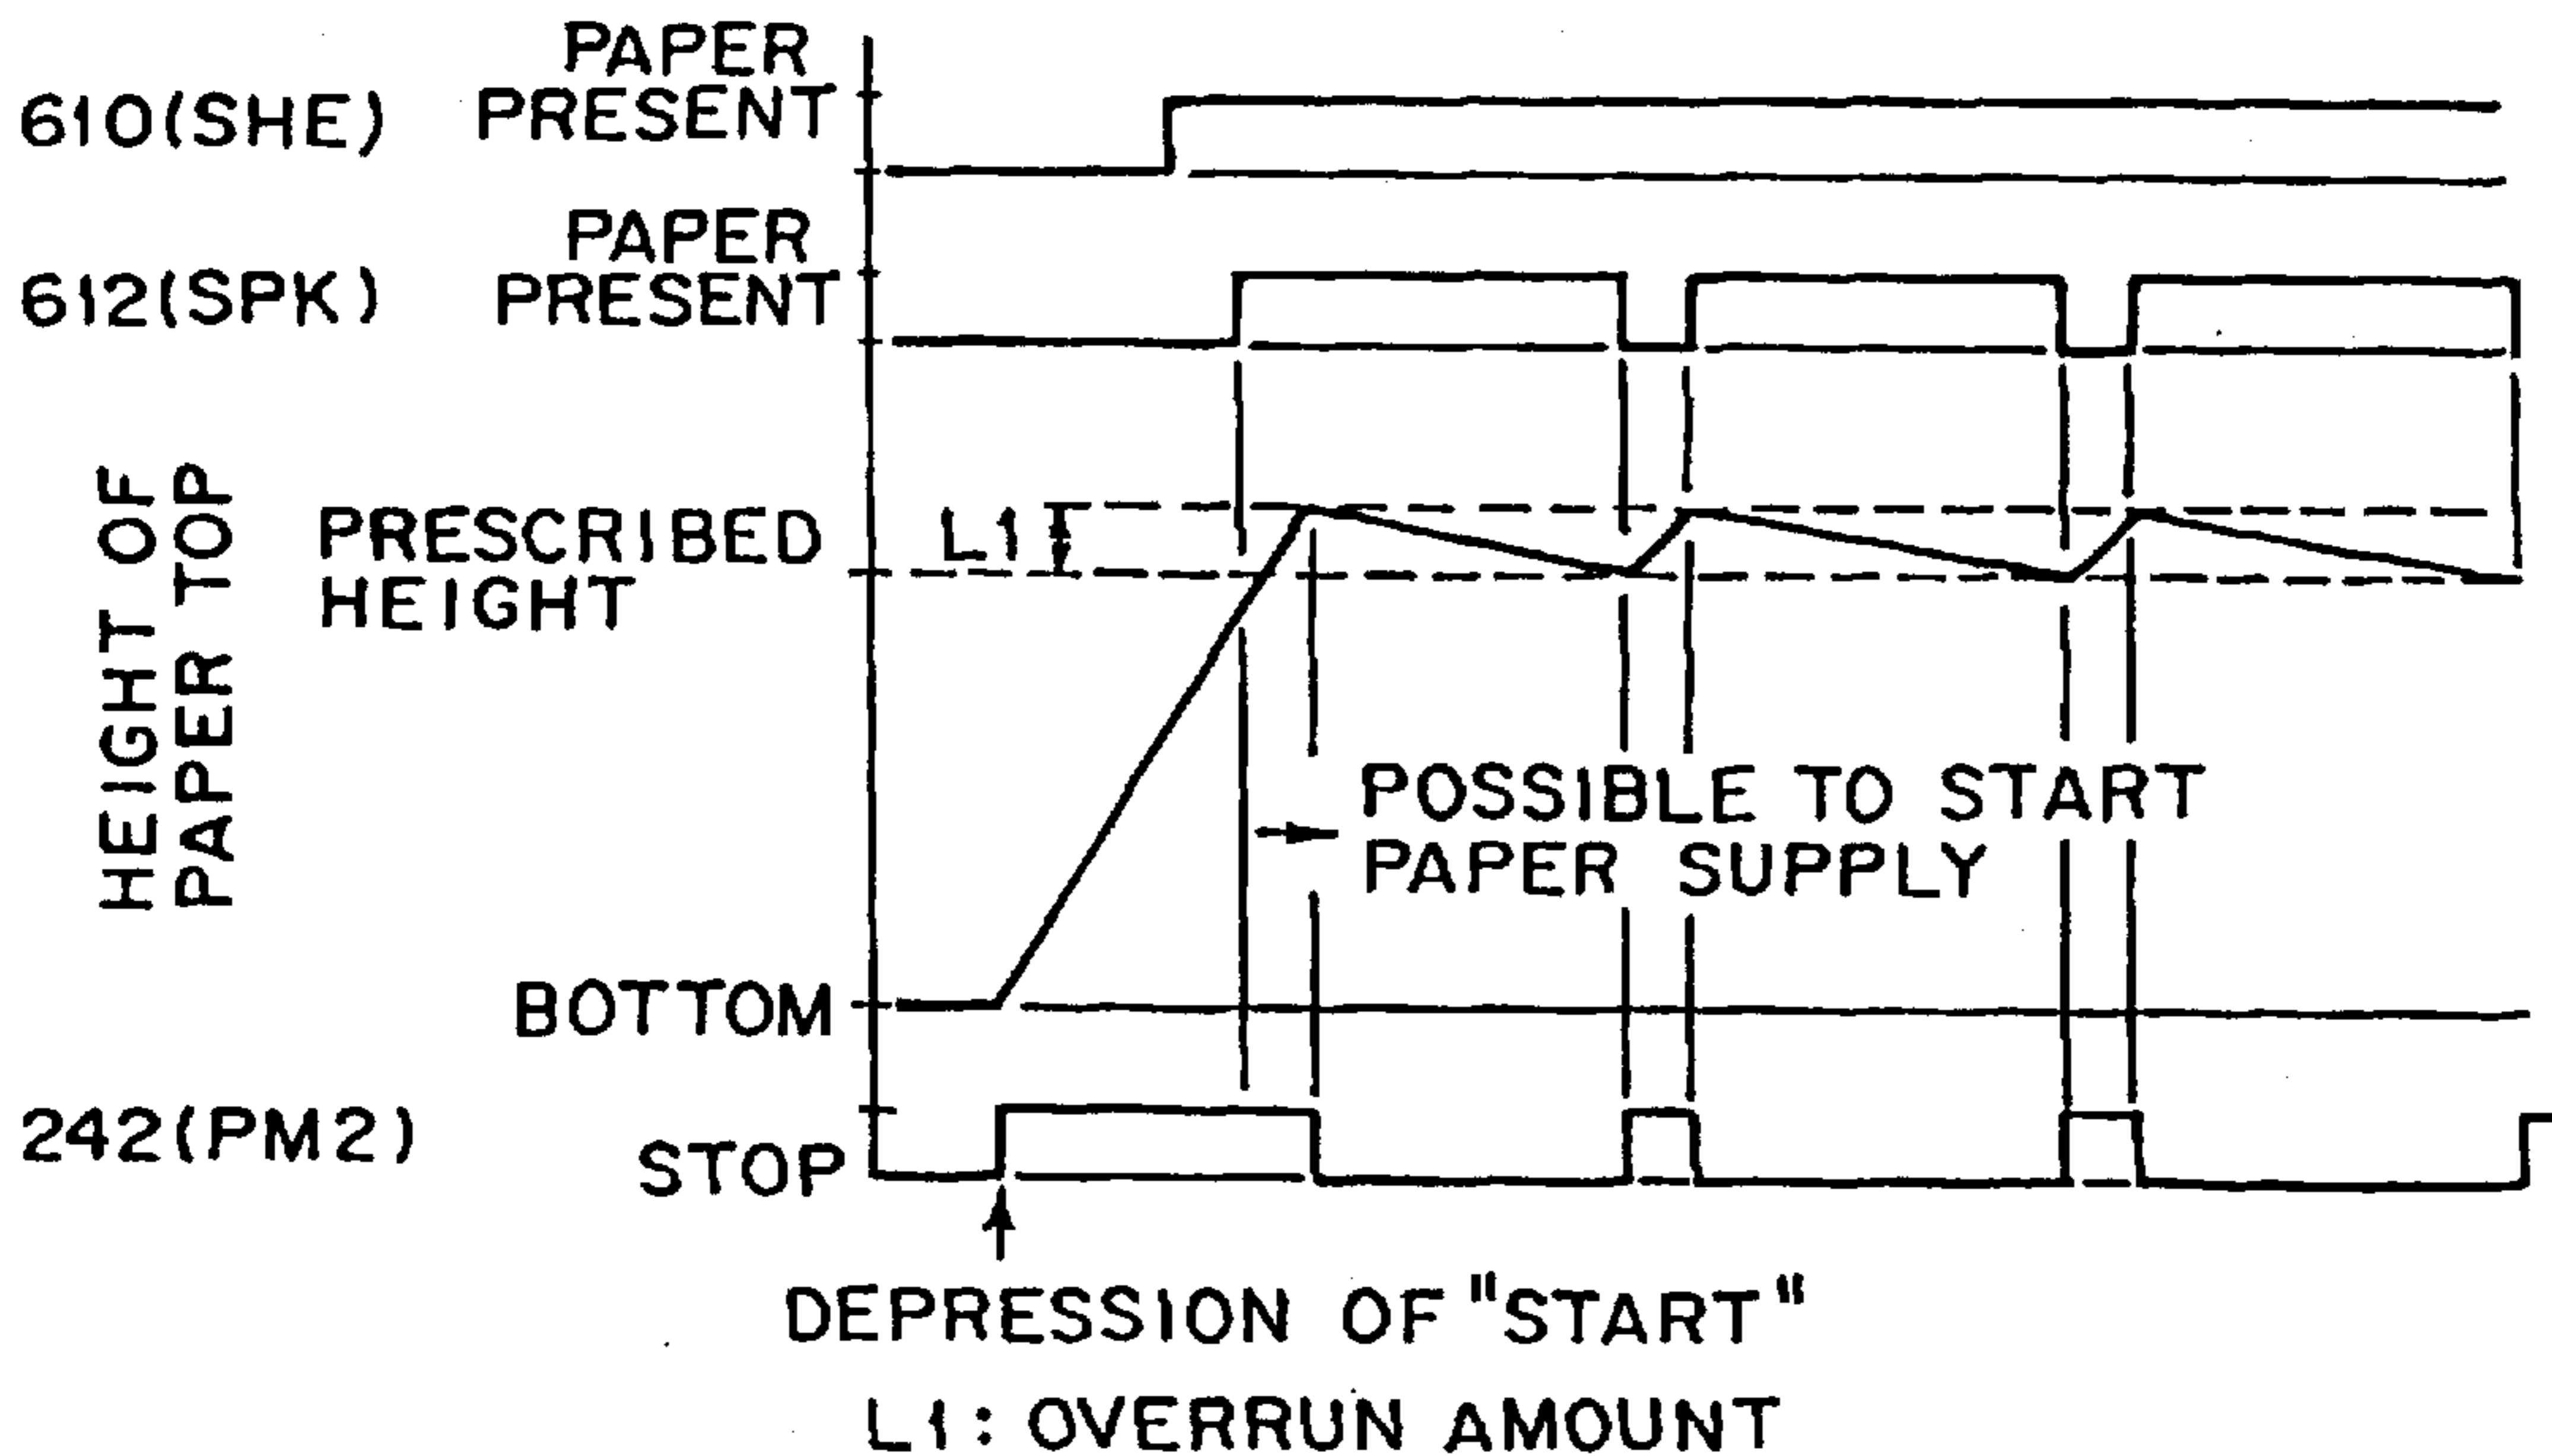 PAPER
610(SHE) PRESENT
PAPER
612(SPK) PRESENT
HEIGHT OF
PAPER TOP
PRESCRIBED
HEIGHT
L1
POSSIBLE TO START
PAPER SUPPLY
BOTTOM
242(PM2)
STOP
DEPRESSION OF "START"
L1: OVERRUN AMOUNT